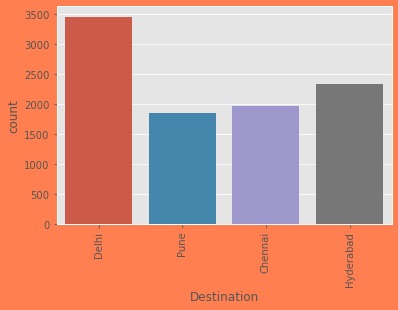 3500
3000
2500
2000
1500
1000
500
0
count
Delhi
Pune
Chennai
Hyderabad
Destination